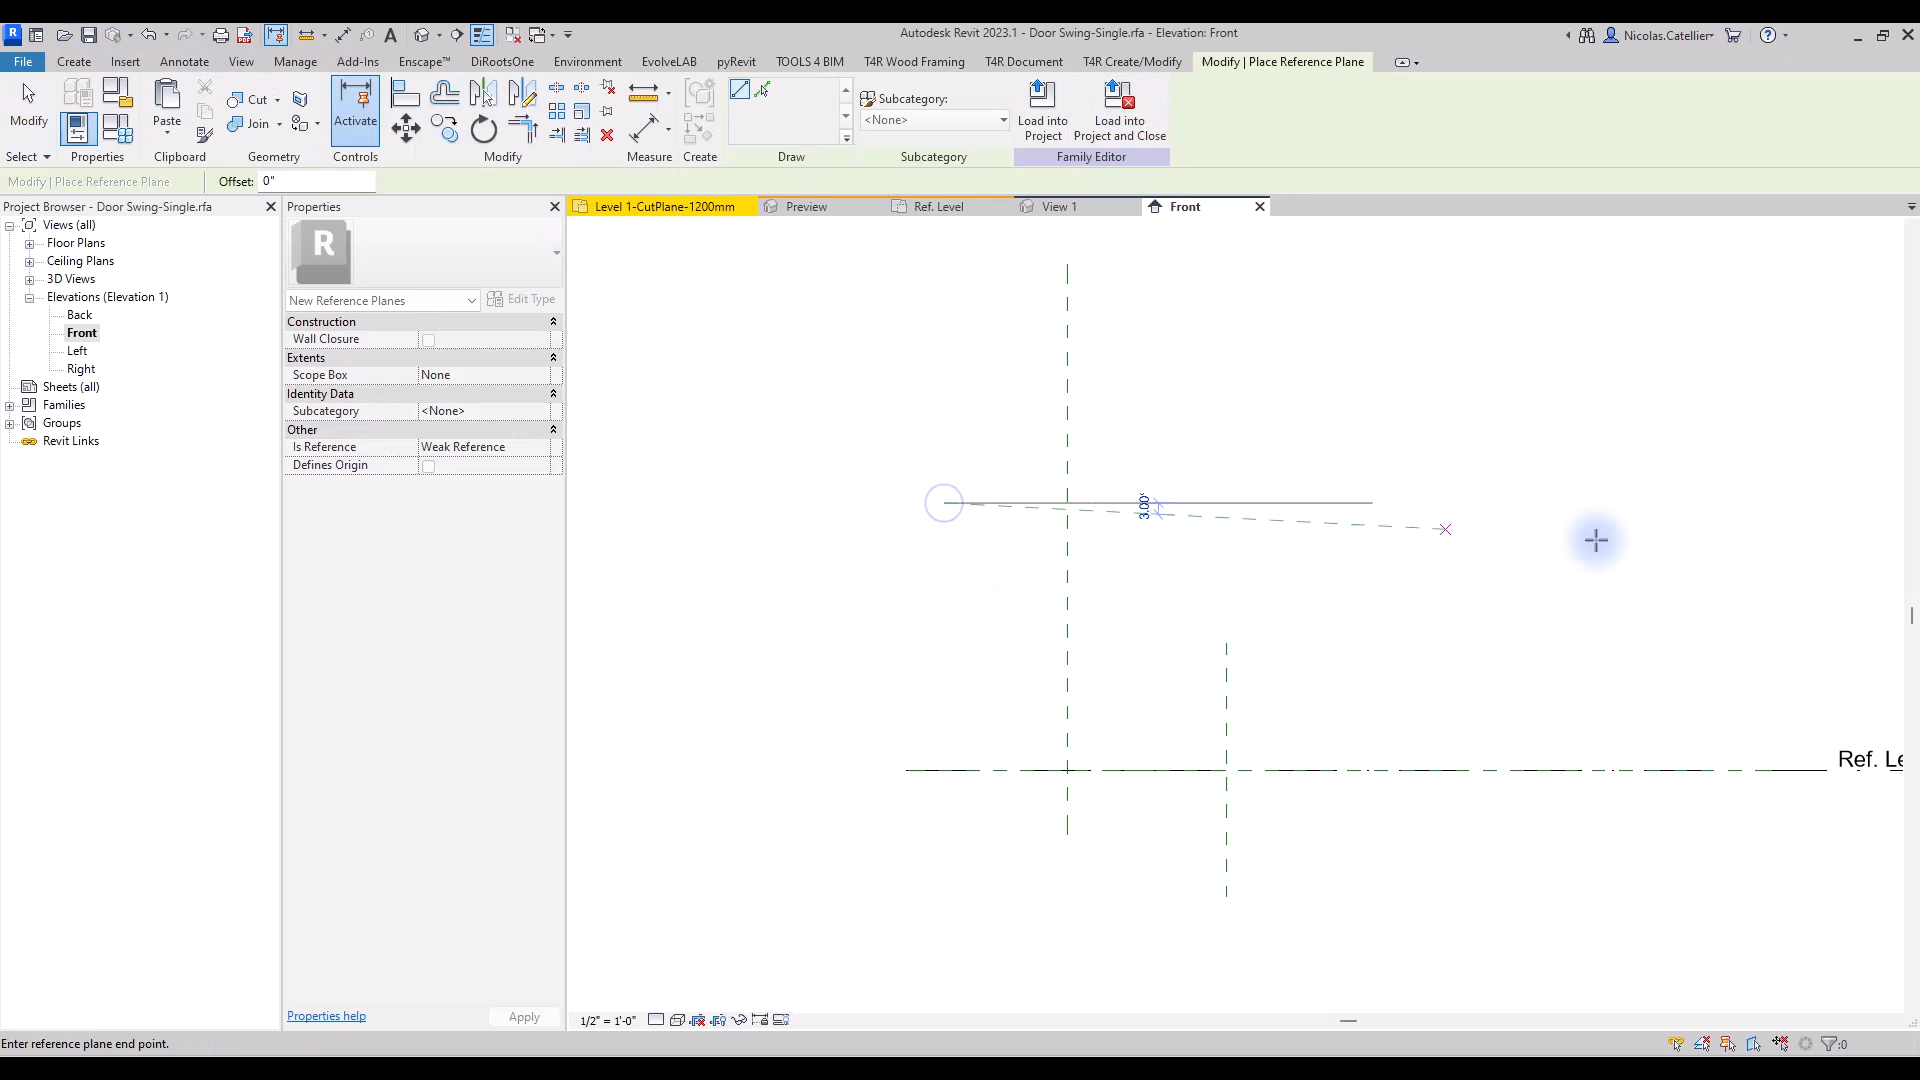 Autodesk Revit 2023.1 - Door Swing-Single.rfa - Elevation: Front
Nicolas.Catellier
File Create Insert Annotate View Manage Add-Ins Enscape™ DiRootsOne Environment EvolveLAB pyRevit TOOLS 4 BIM T4R Wood Framing T4R Document T4R Create/Modify Modify | Place Reference Plane
Modify
Paste
Cut
Join
Activate
Subcategory:
<None>
Load into Project
Load into Project and Close
Select Properties Clipboard Geometry Controls Modify Measure Create Draw Subcategory Family Editor
Modify | Place Reference Plane Offset: 0"
Project Browser - Door Swing-Single.rfa
Views (all)
Floor Plans
Ceiling Plans
3D Views
Elevations (Elevation 1)
Back
Front
Left
Right
Sheets (all)
Families
Groups
Revit Links
Properties
R
New Reference Planes Edit Type
Construction
Wall Closure
Extents
Scope Box None
Identity Data
Subcategory <None>
Other
Is Reference Weak Reference
Defines Origin
Properties help Apply
Level 1-CutPlane-1200mm Preview Ref. Level View 1 Front
3.00°
Ref. Le
1/2" = 1'-0"
Enter reference plane end point.
:0